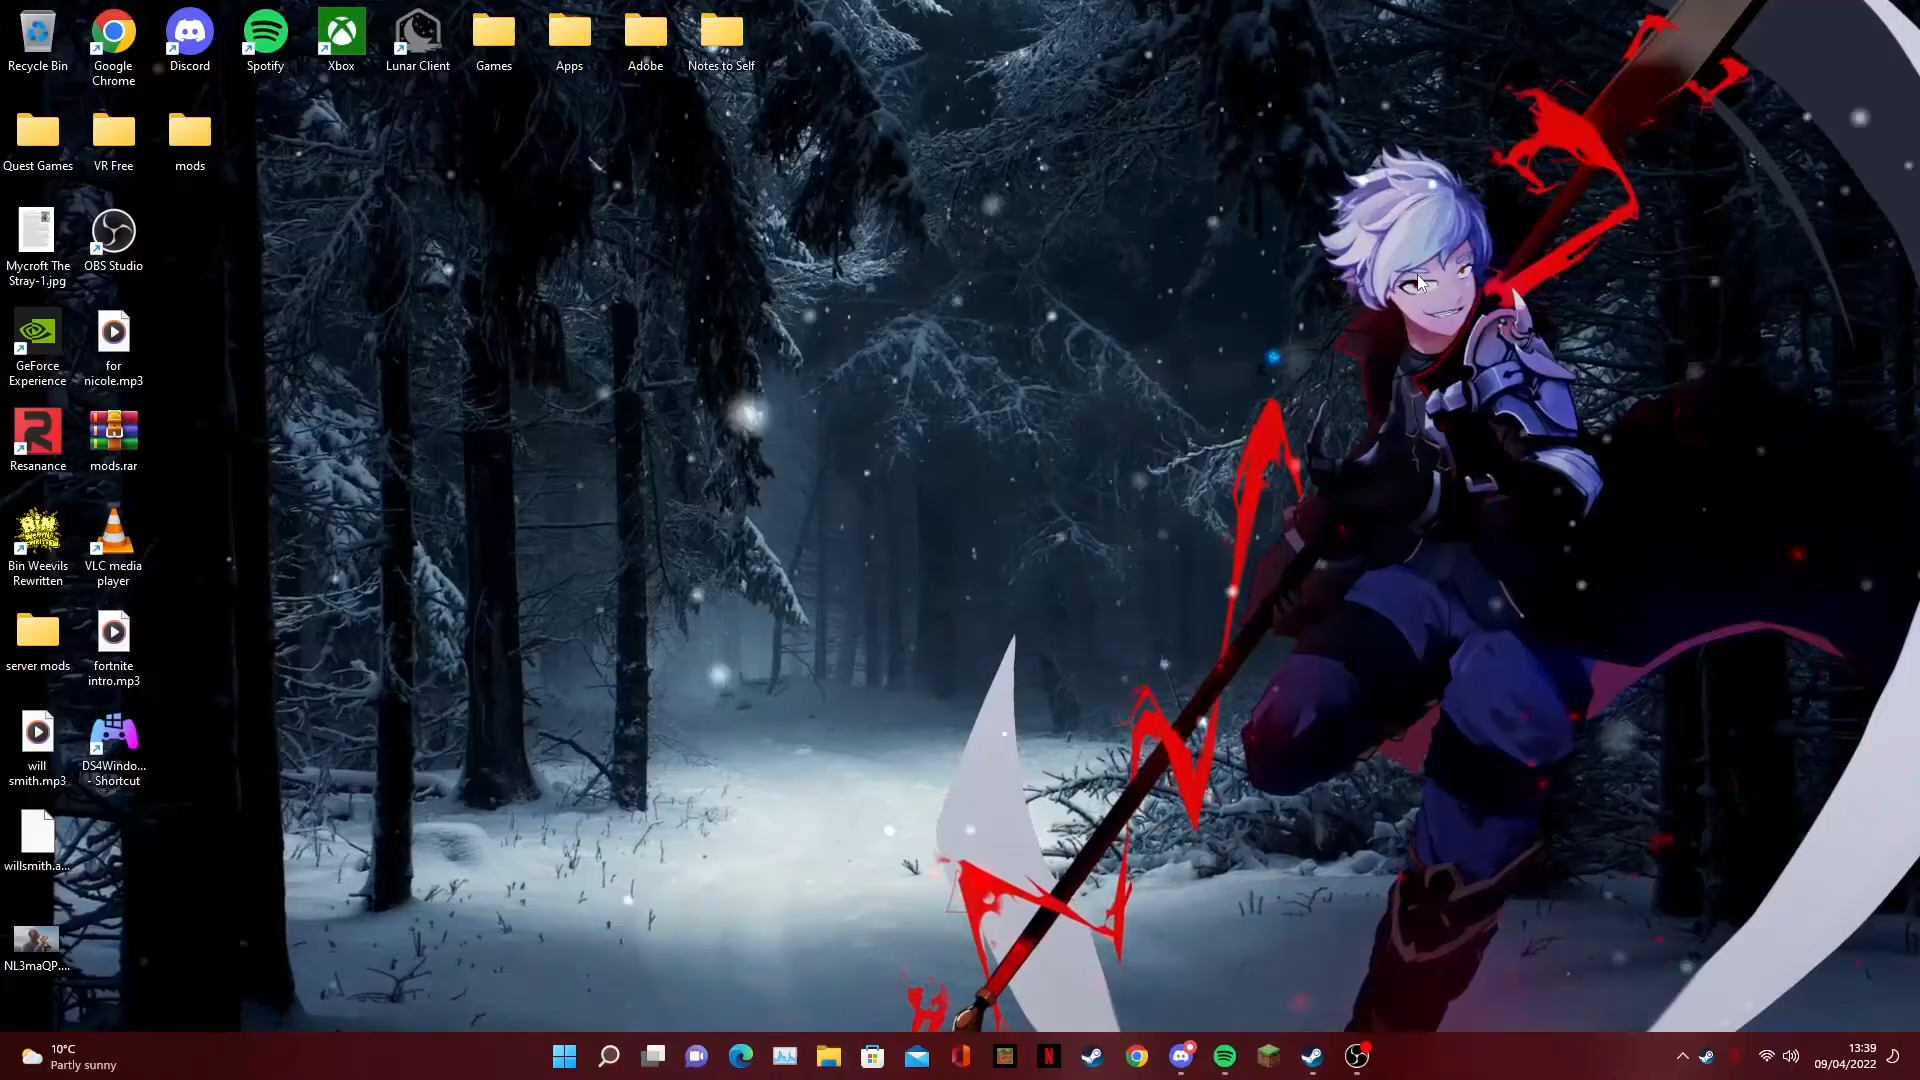 Recycle Bin
Google
Chrome
Discord
Spotify
Xbox
Lunar Client
Games
Apps
Adobe
Notes to Self
Quest Games
VR Free
mods
Mycroft The
Stray-1.jpg
OBS Studio
GeForce
Experience
for
nicole.mp3
Resanance
mods.rar
Bin Weevils
Rewritten
VLC media
player
server mods
fortnite
intro.mp3
will
smith.mp3
DS4Windo...
- Shortcut
willsmith.a...
NL3maQP....
10°C
Partly sunny
13:39
09/04/2022